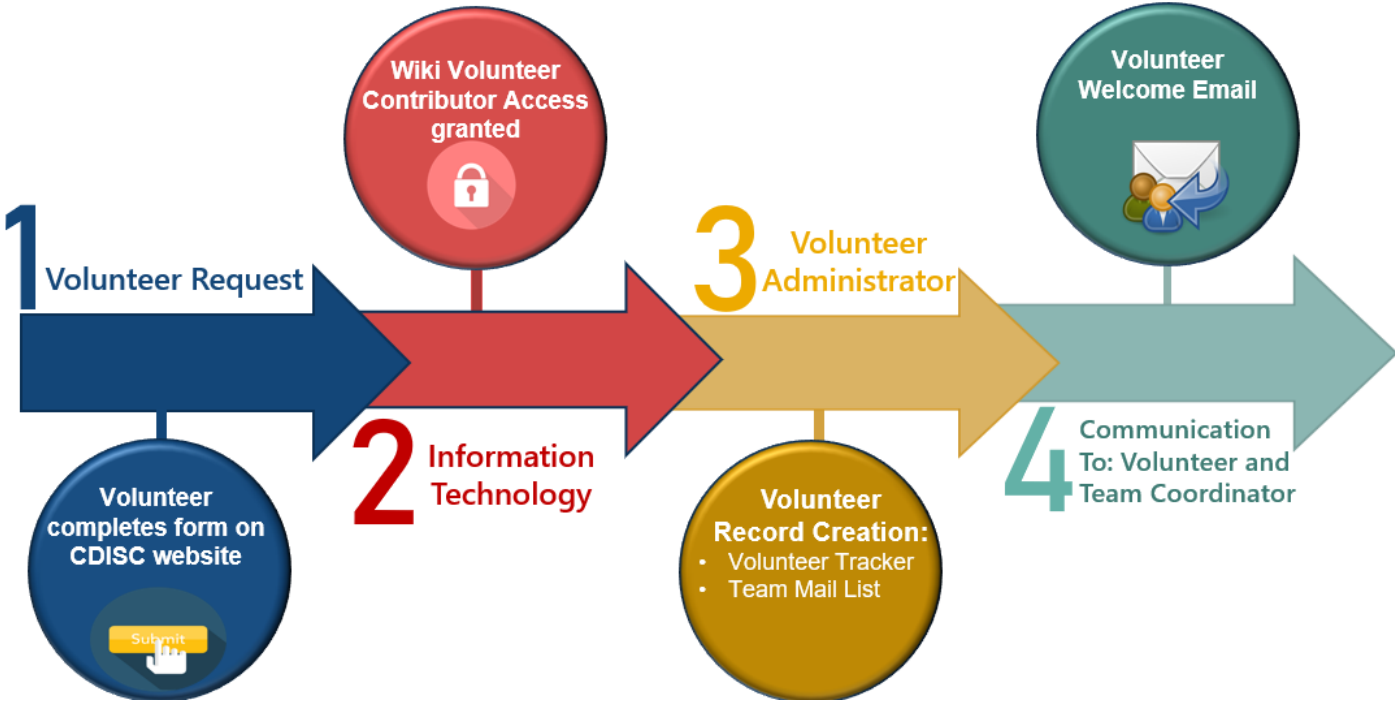 1
Volunteer Request
Volunteer
completes form on
CDISC website
Submit
Wiki Volunteer
Contributor Access
granted
2
Information
Technology
3
Volunteer
Administrator
Volunteer
Record Creation:
• Volunteer Tracker
• Team Mail List
Volunteer
Welcome Email
4
Communication
To: Volunteer and
Team Coordinator